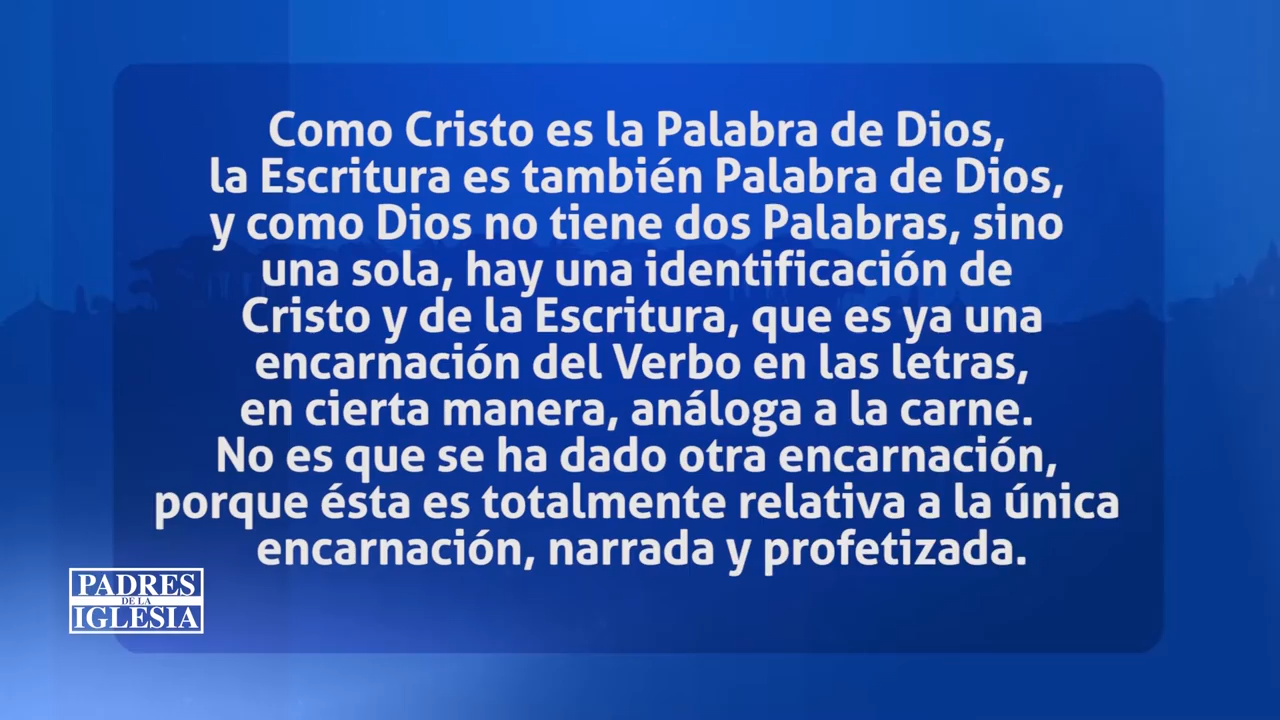 Como Cristo es la Palabra de Dios,
la Escritura es también Palabra de Dios,
y como Dios no tiene dos Palabras, sino
una sola, hay una identificación de
Cristo y de la Escritura, que es ya una
encarnación del Verbo en las letras,
en cierta manera, análoga a la carne.
No es que se ha dado otra encarnación,
porque ésta es totalmente relativa a la única
encarnación, narrada y profetizada.
PADRES
DE LA
IGLESIA